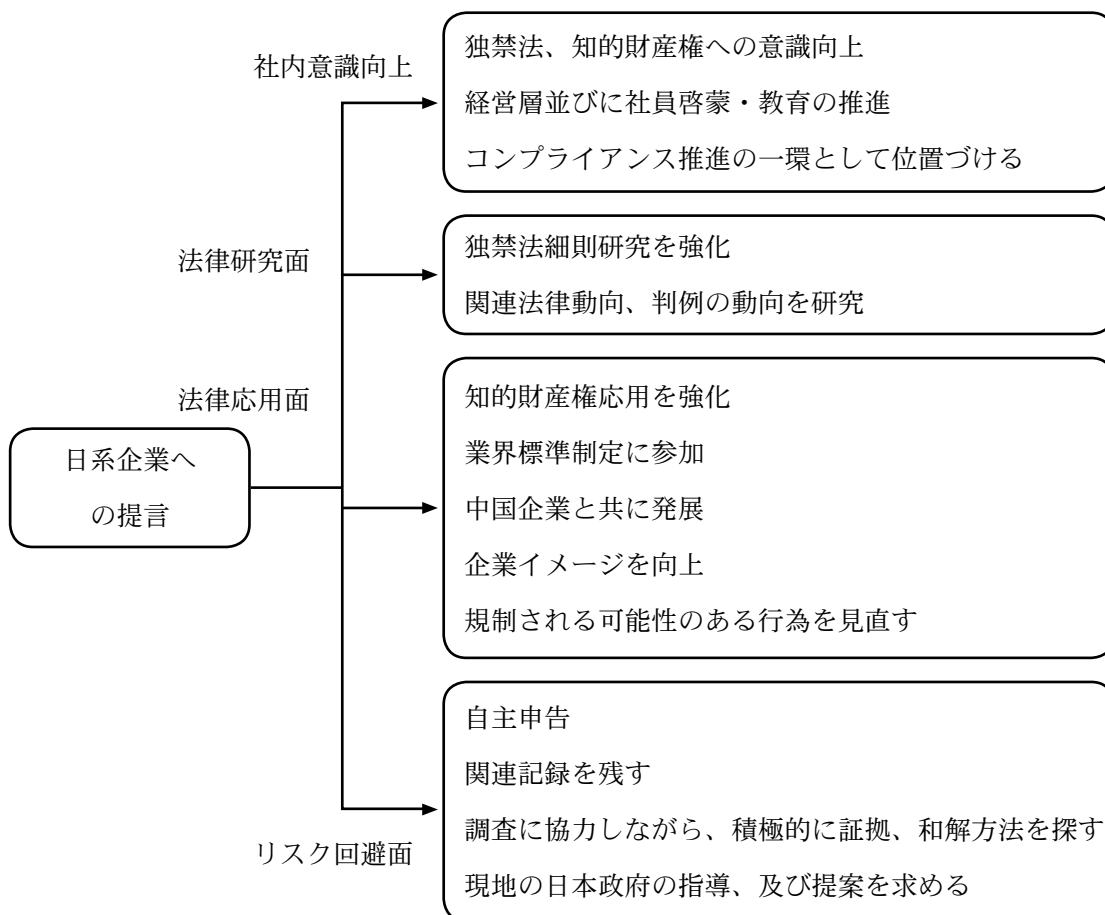 社内意識向上
独禁法、知的財産権への意識向上
経営層並びに社員啓蒙・教育の推進
コンプライアンス推進の一環として位置づける
法律研究面
独禁法細則研究を強化
関連法律動向、判例の動向を研究
法律応用面
知的財産権応用を強化
業界標準制定に参加
中国企業と共に発展
企業イメージを向上
規制される可能性のある行為を見直す
日系企業へ
の提言
リスク回避面
自主申告
関連記録を残す
調査に協力しながら、積極的に証拠、和解方法を探す
現地の日本政府の指導、及び提案を求める